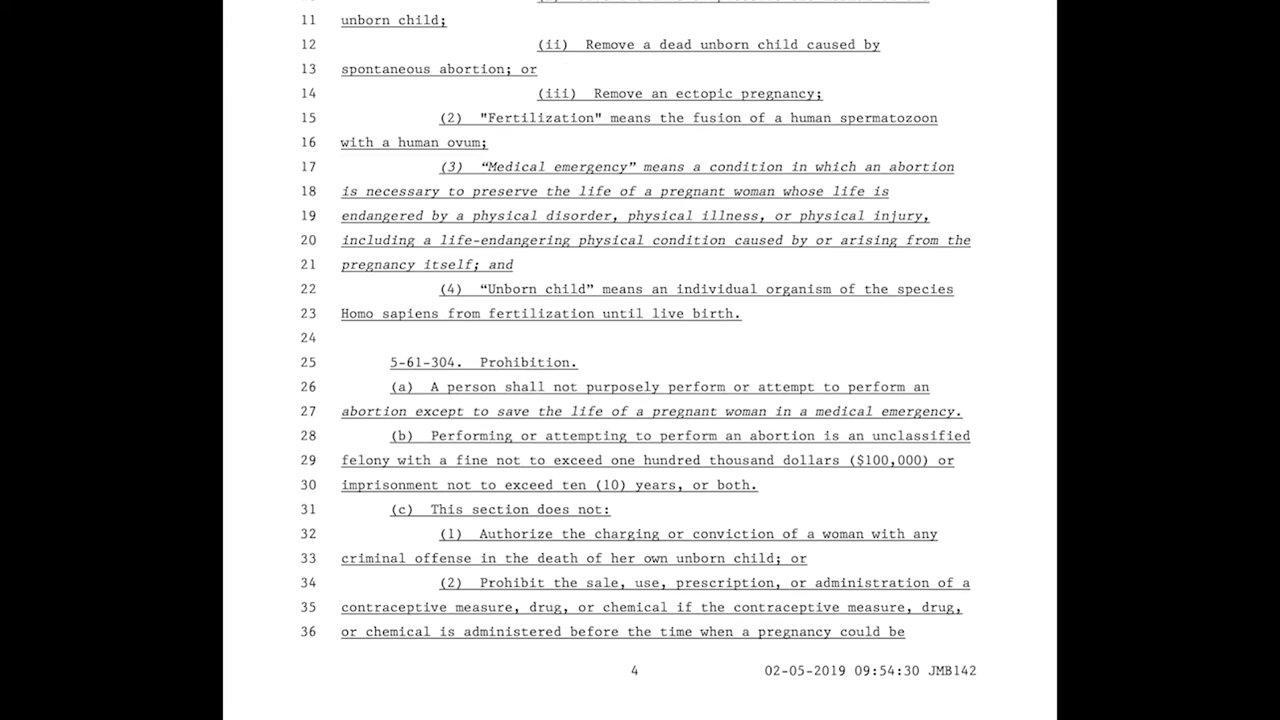 11 unborn child;
12 (ii) Remove a dead unborn child caused by
13 spontaneous abortion; or
14 (iii) Remove an ectopic pregnancy;
15 (2) "Fertilization" means the fusion of a human spermatozoon
16 with a human ovum;
17 (3) “Medical emergency” means a condition in which an abortion
18 is necessary to preserve the life of a pregnant woman whose life is
19 endangered by a physical disorder, physical illness, or physical injury,
20 including a life-endangering physical condition caused by or arising from the
21 pregnancy itself; and
22 (4) “Unborn child” means an individual organism of the species
23 Homo sapiens from fertilization until live birth.
24
25 5-61-304. Prohibition.
26 (a) A person shall not purposely perform or attempt to perform an
27 abortion except to save the life of a pregnant woman in a medical emergency.
28 (b) Performing or attempting to perform an abortion is an unclassified
29 felony with a fine not to exceed one hundred thousand dollars ($100,000) or
30 imprisonment not to exceed ten (10) years, or both.
31 (c) This section does not:
32 (1) Authorize the charging or conviction of a woman with any
33 criminal offense in the death of her own unborn child; or
34 (2) Prohibit the sale, use, prescription, or administration of a
35 contraceptive measure, drug, or chemical if the contraceptive measure, drug,
36 or chemical is administered before the time when a pregnancy could be
4 02-05-2019 09:54:30 JMB142